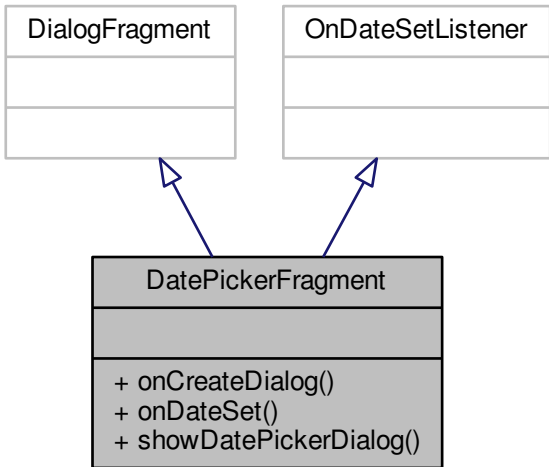 DialogFragment
OnDateSetListener
DatePickerFragment
+ onCreateDialog()
+ onDateSet()
+ showDatePickerDialog()